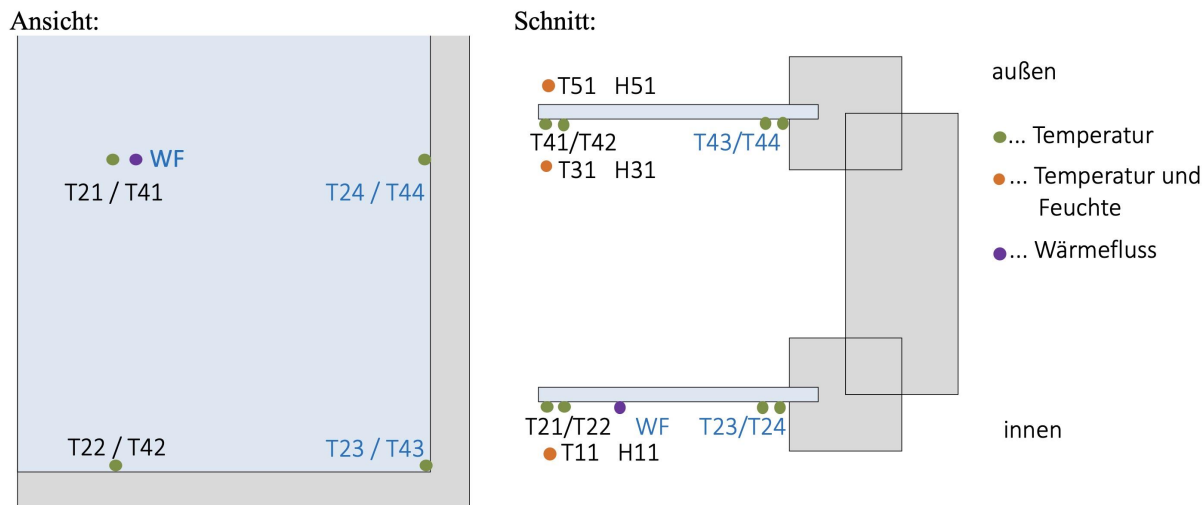 Ansicht:
WF
T21 / T41
T24 / T44
T22 / T42
T23 / T43
Schnitt:
T51 H51
T41/T42
T43/T44
T31 H31
T21/T22
WF
T23/T24
T11 H11
außen
... Temperatur
... Temperatur und
Feuchte
... Wärmefluss
innen